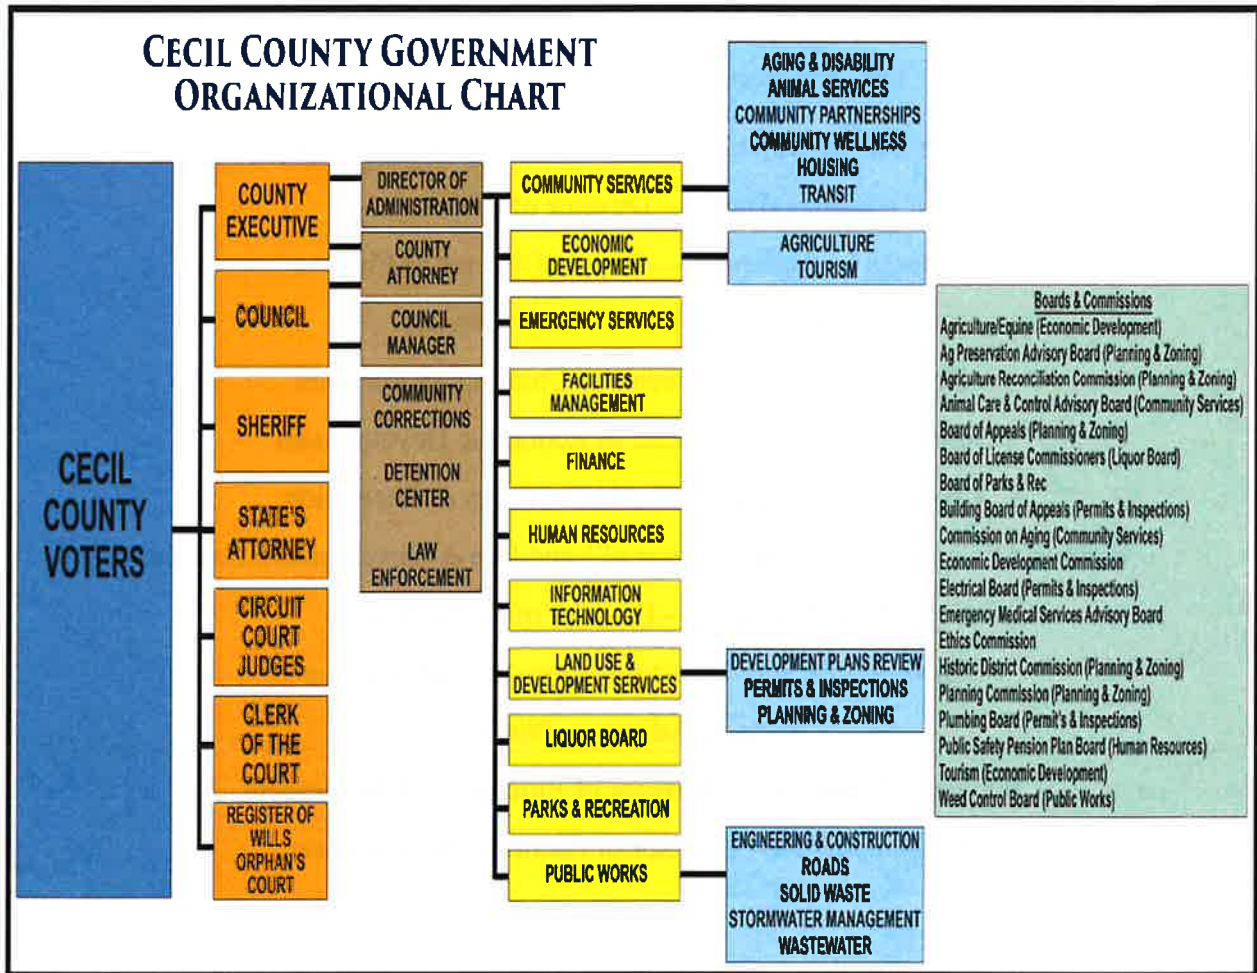 CECIL COUNTY GOVERNMENT
ORGANIZATIONAL CHART
CECIL
COUNTY
VOTERS
COUNTY
EXECUTIVE
COUNCIL
SHERIFF
STATE'S
ATTORNEY
CIRCUIT
COURT
JUDGES
CLERK
OF THE
COURT
REGISTER OF
WILLS
ORPHAN'S
COURT
DIRECTOR OF
ADMINISTRATION
COUNTY
ATTORNEY
COUNCIL
MANAGER
COMMUNITY
CORRECTIONS
DETENTION
CENTER
LAW
ENFORCEMENT
COMMUNITY SERVICES
ECONOMIC
DEVELOPMENT
EMERGENCY SERVICES
FACILITIES
MANAGEMENT
FINANCE
HUMAN RESOURCES
INFORMATION
TECHNOLOGY
LAND USE &
DEVELOPMENT SERVICES
LIQUOR BOARD
PARKS & RECREATION
PUBLIC WORKS
AGING & DISABILITY
ANIMAL SERVICES
COMMUNITY PARTNERSHIPS
COMMUNITY WELLNESS
HOUSING
TRANSIT
AGRICULTURE
TOURISM
DEVELOPMENT PLANS REVIEW
PERMITS & INSPECTIONS
PLANNING & ZONING
ENGINEERING & CONSTRUCTION
ROADS
SOLID WASTE
STORMWATER MANAGEMENT
WASTEWATER
Boards & Commissions
Agriculture/Equine (Economic Development)
Ag Preservation Advisory Board (Planning & Zoning)
Agriculture Reconciliation Commission (Planning & Zoning)
Animal Care & Control Advisory Board (Community Services)
Board of Appeals (Planning & Zoning)
Board of License Commissioners (Liquor Board)
Board of Parks & Rec
Building Board of Appeals (Permits & Inspections)
Commission on Aging (Community Services)
Economic Development Commission
Electrical Board (Permits & Inspections)
Emergency Medical Services Advisory Board
Ethics Commission
Historic District Commission (Planning & Zoning)
Planning Commission (Planning & Zoning)
Plumbing Board (Permit's & Inspections)
Public Safety Pension Plan Board (Human Resources)
Tourism (Economic Development)
Weed Control Board (Public Works)